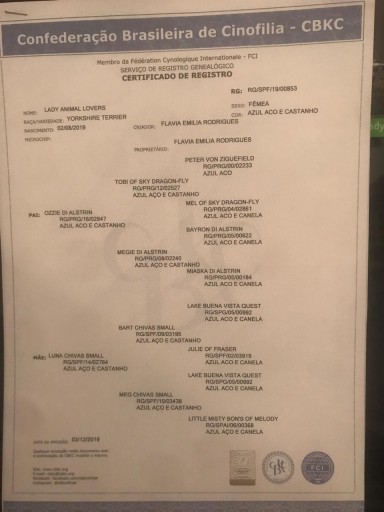 Confederação Brasileira de Cinofilia - CBKC
Membro da Fédération Cynologique Internationale - FCI
SERVIÇO DE REGISTRO GENEALÓGICO
CERTIFICADO DE REGISTRO
RG: RG/SPF/19/00853
NOME: LADY ANIMAL LOVERS
SEXO: FÊMEA
RAÇA/VARIEDADE: YORKSHIRE TERRIER
COR: AZUL ACO E CASTANHO
NASCIMENTO: 02/08/2019
CRIADOR: FLAVIA EMILIA RODRIGUES
MICROCHIP:
PROPRIETÁRIO: FLAVIA EMILIA RODRIGUES
PETER VON ZIGUEFIELD
RG/PRG/00/02233
AZUL ACO
TOBI OF SKY DRAGON-FLY
RG/PRG/12/02527
AZUL AÇO E CASTANHO
MEL OF SKY DRAGON-FLY
RG/PRG/04/02861
AZUL ACO E CANELA
PAI: OZZIE DI ALSTRIN
RG/PRG/16/02947
AZUL ACO E CASTANHO
BAYRON DI ALSTRIN
RG/PRG/05/00622
AZUL ACO E CANELA
MEGIE DI ALSTRIN
RG/PRG/08/02240
AZUL AÇO E CASTANHO
MIASKA DI ALSTRIN
RG/PRG/00/00184
AZUL ACO E CANELA
LAKE BUENA VISTA QUEST
RG/SPG/05/00992
AZUL ACO E CANELA
BART CHIVAS SMALL
RG/SPF/09/03195
AZUL AÇO E CASTANHO
JULIE OF FRASER
RG/SPF/02/03919
AZUL ACO E CANELA
MÃE: LUNA CHIVAS SMALL
RG/SPF/14/02764
AZUL AÇO E CASTANHO
LAKE BUENA VISTA QUEST
RG/SPG/05/00992
AZUL ACO E CANELA
MEG CHIVAS SMALL
RG/SPF/10/03438
AZUL AÇO E CASTANHO
LITTLE MISTY BON'S OF MELODY
RG/SPAI/06/00368
AZUL ACO E CANELA
DATA DE EMISSÃO: 03/12/2019
FCI